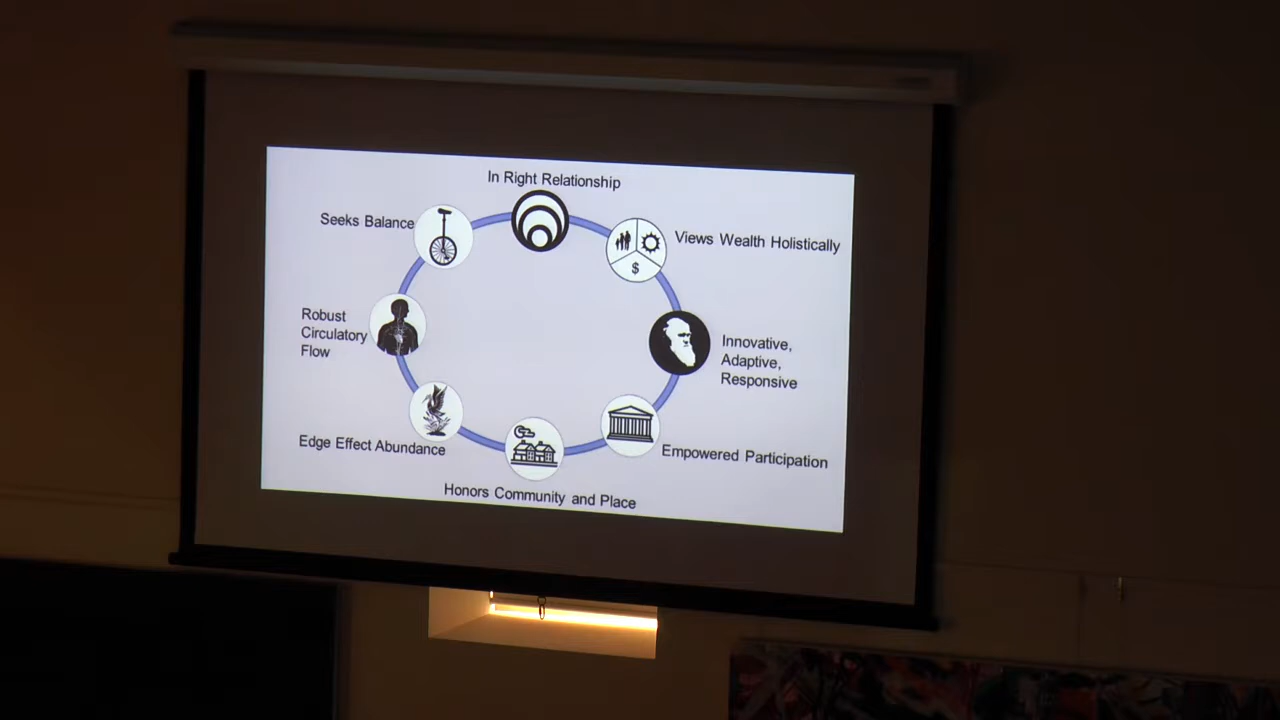 In Right Relationship
Seeks Balance
Views Wealth Holistically
$
Robust
Circulatory
Flow
Innovative,
Adaptive,
Responsive
Edge Effect Abundance
Empowered Participation
Honors Community and Place